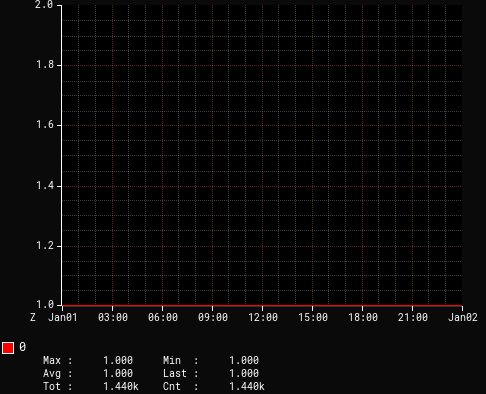 2.0
1.8
1.6
1.4
1.2
1.0
Z Jan01 03:00 06:00 09:00 12:00 15:00 18:00 21:00 Jan02
0
Max : 1.000 Min : 1.000
Avg : 1.000 Last : 1.000
Tot : 1.440k Cnt : 1.440k